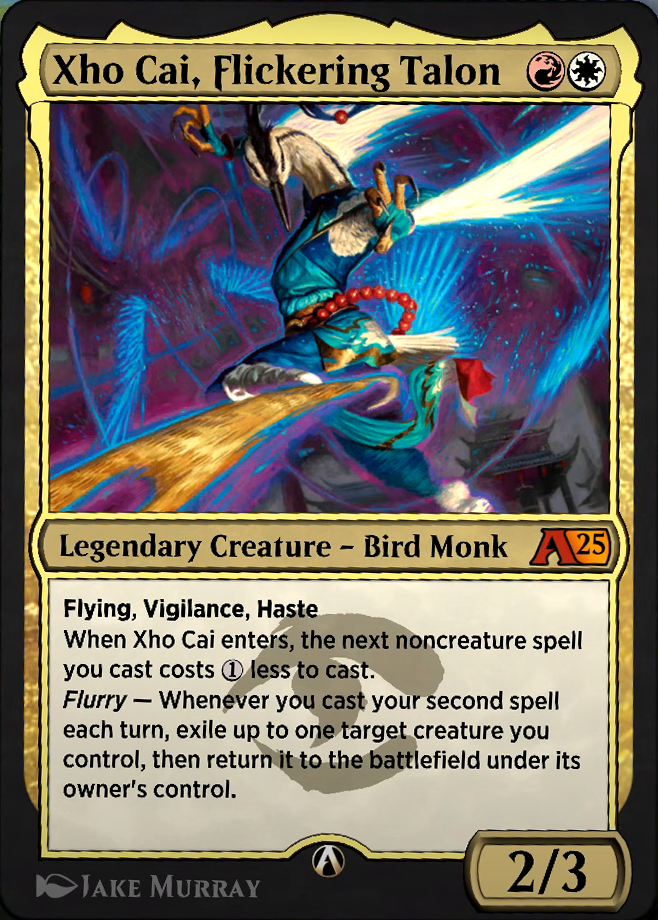 Xho Cai, Flickering Talon
Legendary Creature – Bird Monk
A25
Flying, Vigilance, Haste
When Xho Cai enters, the next noncreature spell
you cast costs 1 less to cast.
Flurry — Whenever you cast your second spell
each turn, exile up to one target creature you
control, then return it to the battlefield under its
owner's control.
2/3
Jake Murray